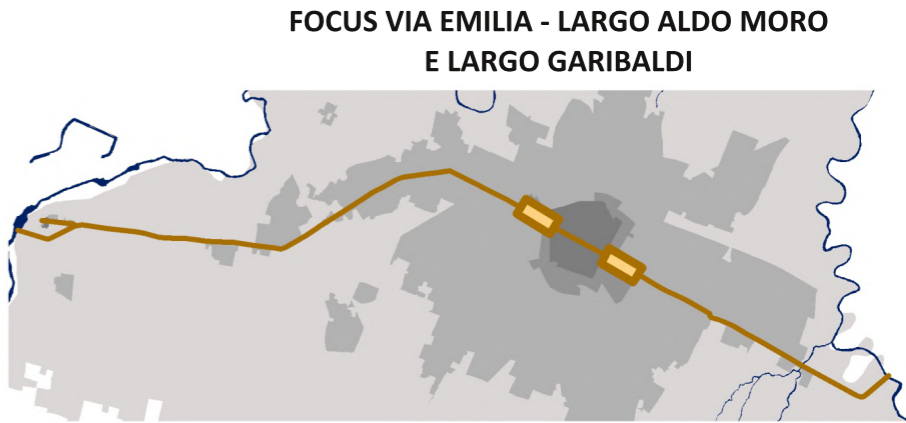 FOCUS VIA EMILIA - LARGO ALDO MORO
E LARGO GARIBALDI